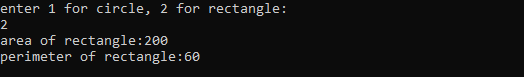 enter 1 for circle, 2 for rectangle:
2
area of rectangle:200
perimeter of rectangle:60